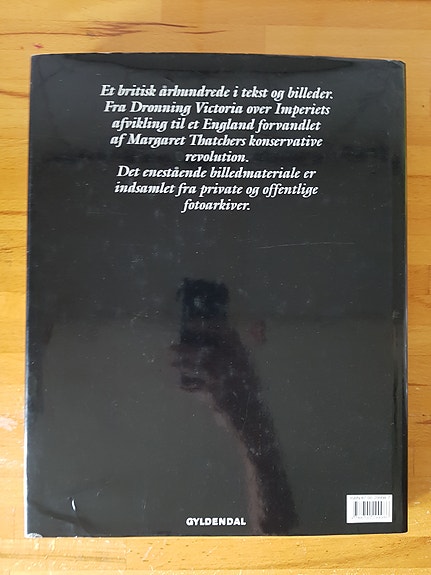 Et britisk århundrede i tekst og billeder.
Fra Dronning Victoria over Imperiets
afvikling til et England forvandlet
af Margaret Thatchers konservative
revolution.
Det enestående billedmateriale er
indsamlet fra private og offentlige
fotoarkiver.
GYLDENDAL